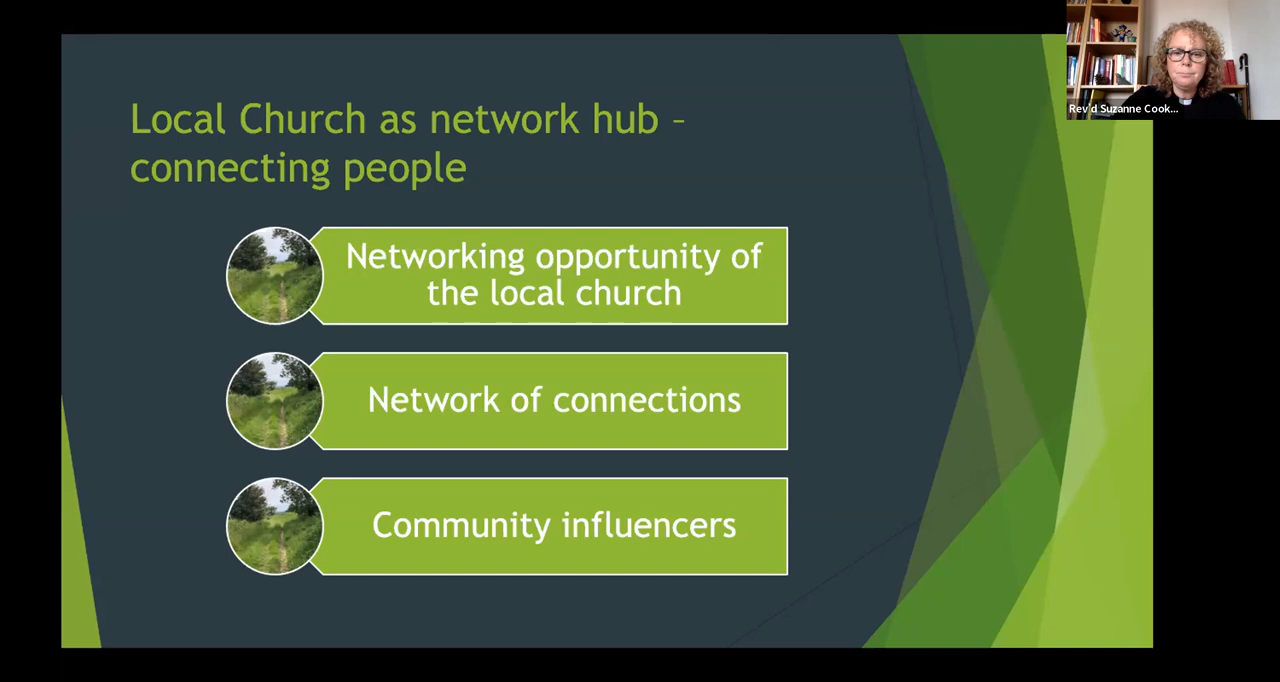 Local Church as network hub –
connecting people
Networking opportunity of
the local church
Network of connections
Community influencers
Rev'd Suzanne Cook...